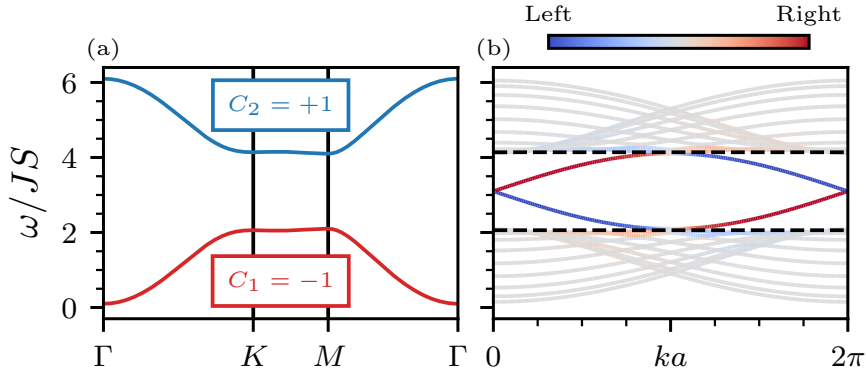 Left Right
(a) (b)
ω/JS
6
4
2
0
C₂ = +1
C₁ = −1
Γ K M Γ
0 ka 2π